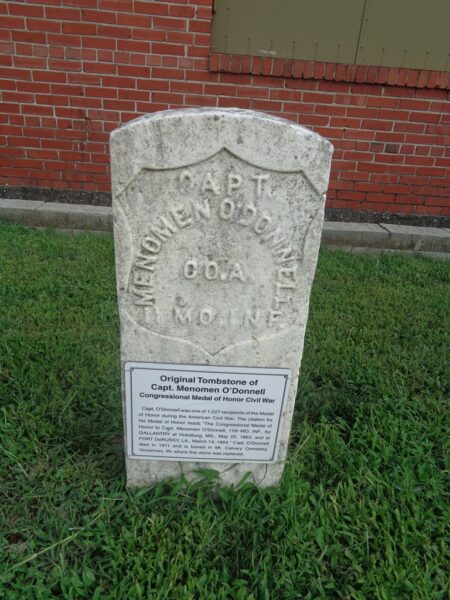 CAPT.
MENOMEN O'DONNELL
CO. A.
11 MO. INF.
Original Tombstone of
Capt. Menomen O'Donnell
Congressional Medal of Honor Civil War
Capt. O'Donnell was one of 1,527 recipients of the Medal
of Honor during the American Civil War. The citation for
his Medal of Honor reads "The Congressional Medal of
Honor to Capt. Menomen O'Donnell, 11th MO. INF., for
GALLANTRY at Vicksburg, MS., May 22, 1863, and at
FORT DeRUSSY, LA., March 14, 1864." Capt. O'Donnell
died in 1911 and is buried in Mt. Calvary Cemetery,
Vincennes, IN, where this stone was replaced.